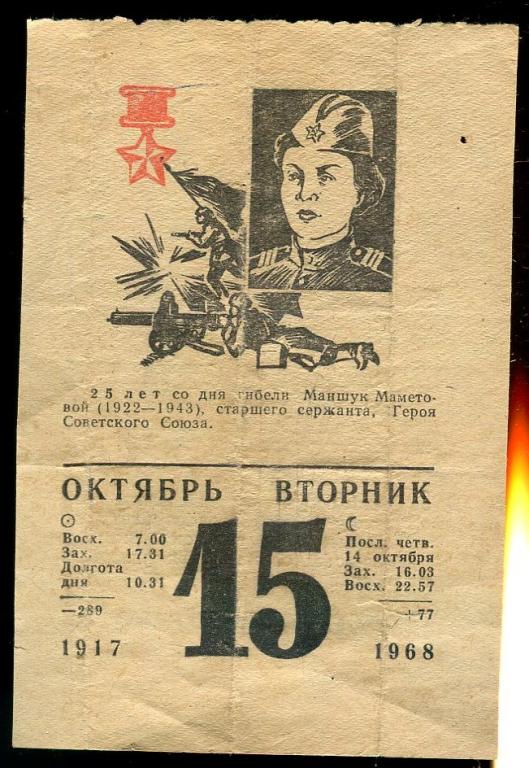 25 лет со дня гибели Маншук Мамето-
вой (1922—1943), старшего сержанта, Героя
Советского Союза.
ОКТЯБРЬ ВТОРНИК
Восх. 7.00
Зах. 17.31
Долгота
дня 10.31
—289
1917
15
Посл. четв.
14 октября
Зах. 16.03
Восх. 22.57
+77
1968